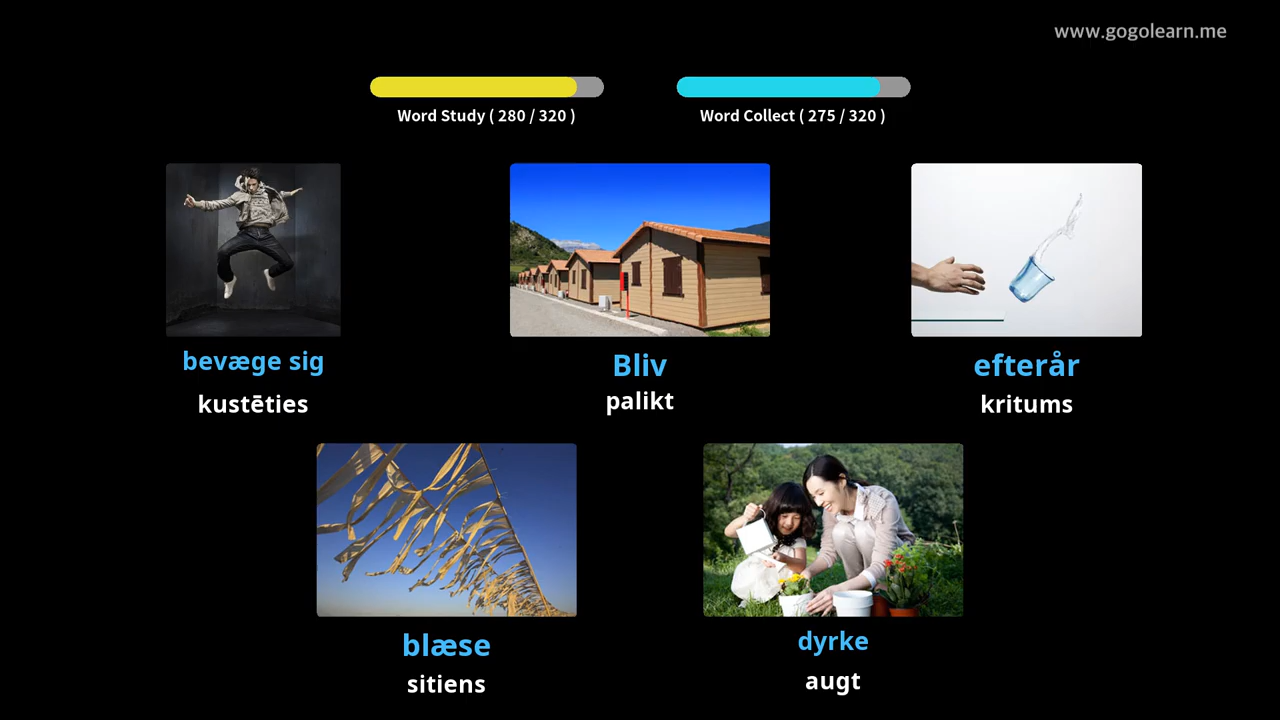 www.gogolearn.me
Word Study ( 280 / 320 )
Word Collect ( 275 / 320 )
bevæge sig
kustēties
Bliv
palikt
efterår
kritums
blæse
sitiens
dyrke
augt